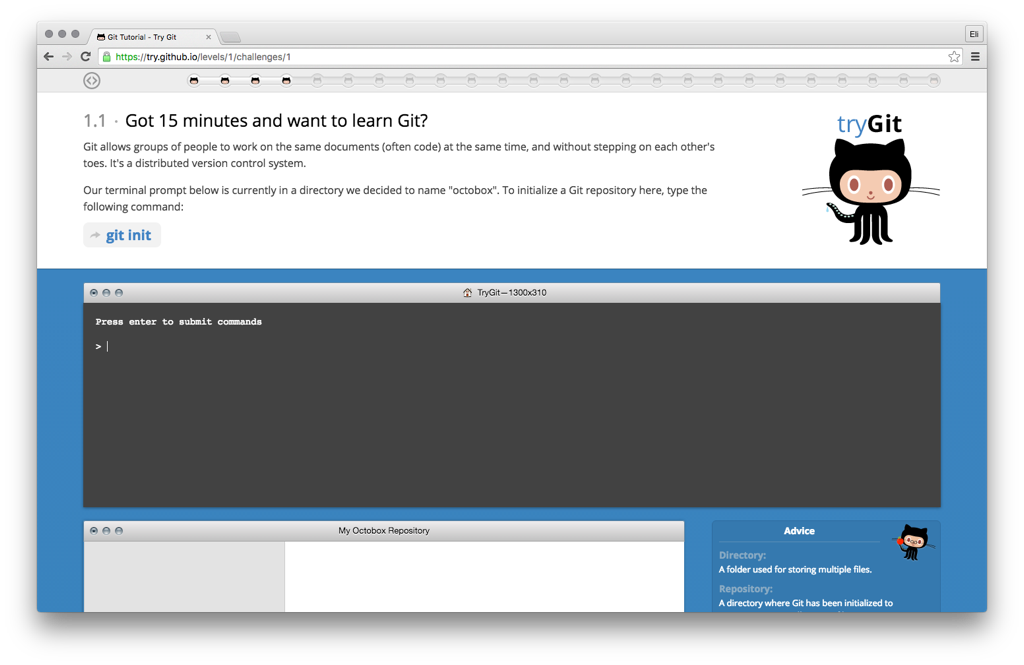 Git Tutorial - Try Git
Eli
https://try.github.io/levels/1/challenges/1
1.1 · Got 15 minutes and want to learn Git?
Git allows groups of people to work on the same documents (often code) at the same time, and without stepping on each other's
toes. It's a distributed version control system.
Our terminal prompt below is currently in a directory we decided to name "octobox". To initialize a Git repository here, type the
following command:
git init
tryGit
TryGit—1300x310
Press enter to submit commands
>
My Octobox Repository
Advice
Directory:
A folder used for storing multiple files.
Repository:
A directory where Git has been initialized to